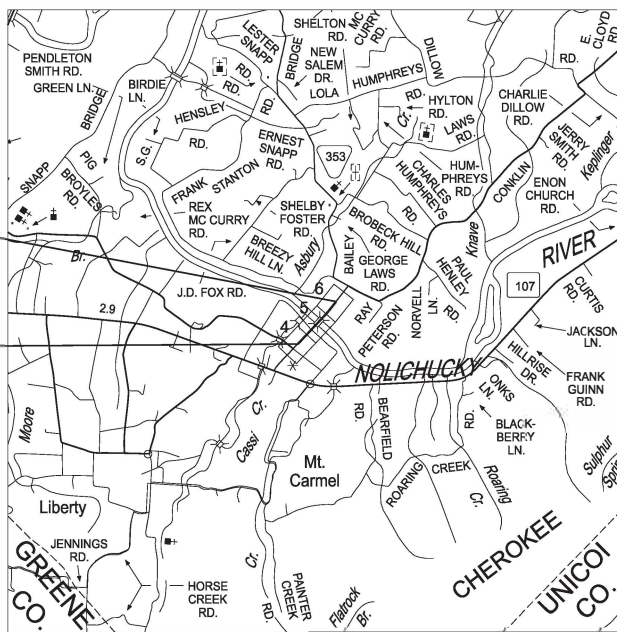 PENDLETON
SMITH RD.
GREEN LN.
BIRDIE
LN.
LESTER
SNAPP
RD.
RD.
RD.
BRIDGE
SHELTON
RD.
MC
CURRY
RD.
NEW
SALEM
DR.
LOLA
DILLOW
HUMPHREYS
RD.
E.
CLOYD
RD.
BRIDGE
HENSLEY
RD.
S.G.
ERNEST
SNAPP
RD.
353
Cr.
RD.
HYLTON
RD.
LAWS
CHARLIE
DILLOW
RD.
JERRY
SMITH
RD.
Keplinger
PIG
SNAPP
BROYLES
RD.
FRANK
STANTON
REX
MC CURRY
RD.
SHELBY
FOSTER
RD.
BREEZY
HILL LN.
Asbury
CHARLES
HUMPHREYS
RD.
HUM-
PHREYS
RD.
CONKLIN
ENON
CHURCH
RD.
BROBECK HILL
RD.
BAILEY
GEORGE
LAWS RD.
Knave
RIVER
Br.
2.9
J.D. FOX RD.
6
5
4
RAY
PETERSON
RD.
NORVELL
LN.
PAUL
HENLEY
RD.
107
CURTIS
RD.
JACKSON
LN.
NOLICHUCKY
HILLRISE
DR.
FRANK
GUINN
RD.
ONKS
LN.
BLACK-
BERRY LN.
Moore
Cassi
Cr.
Mt.
Carmel
RD.
BEARFIELD
RD.
ROARING
CREEK
Roaring
Cr.
Sulphur
Liberty
JENNINGS
RD.
GREENE
CO.
HORSE
CREEK
RD.
Cr.
PAINTER
CREEK
RD.
Flatrock
Br.
CHEROKEE
UNICOI
CO.